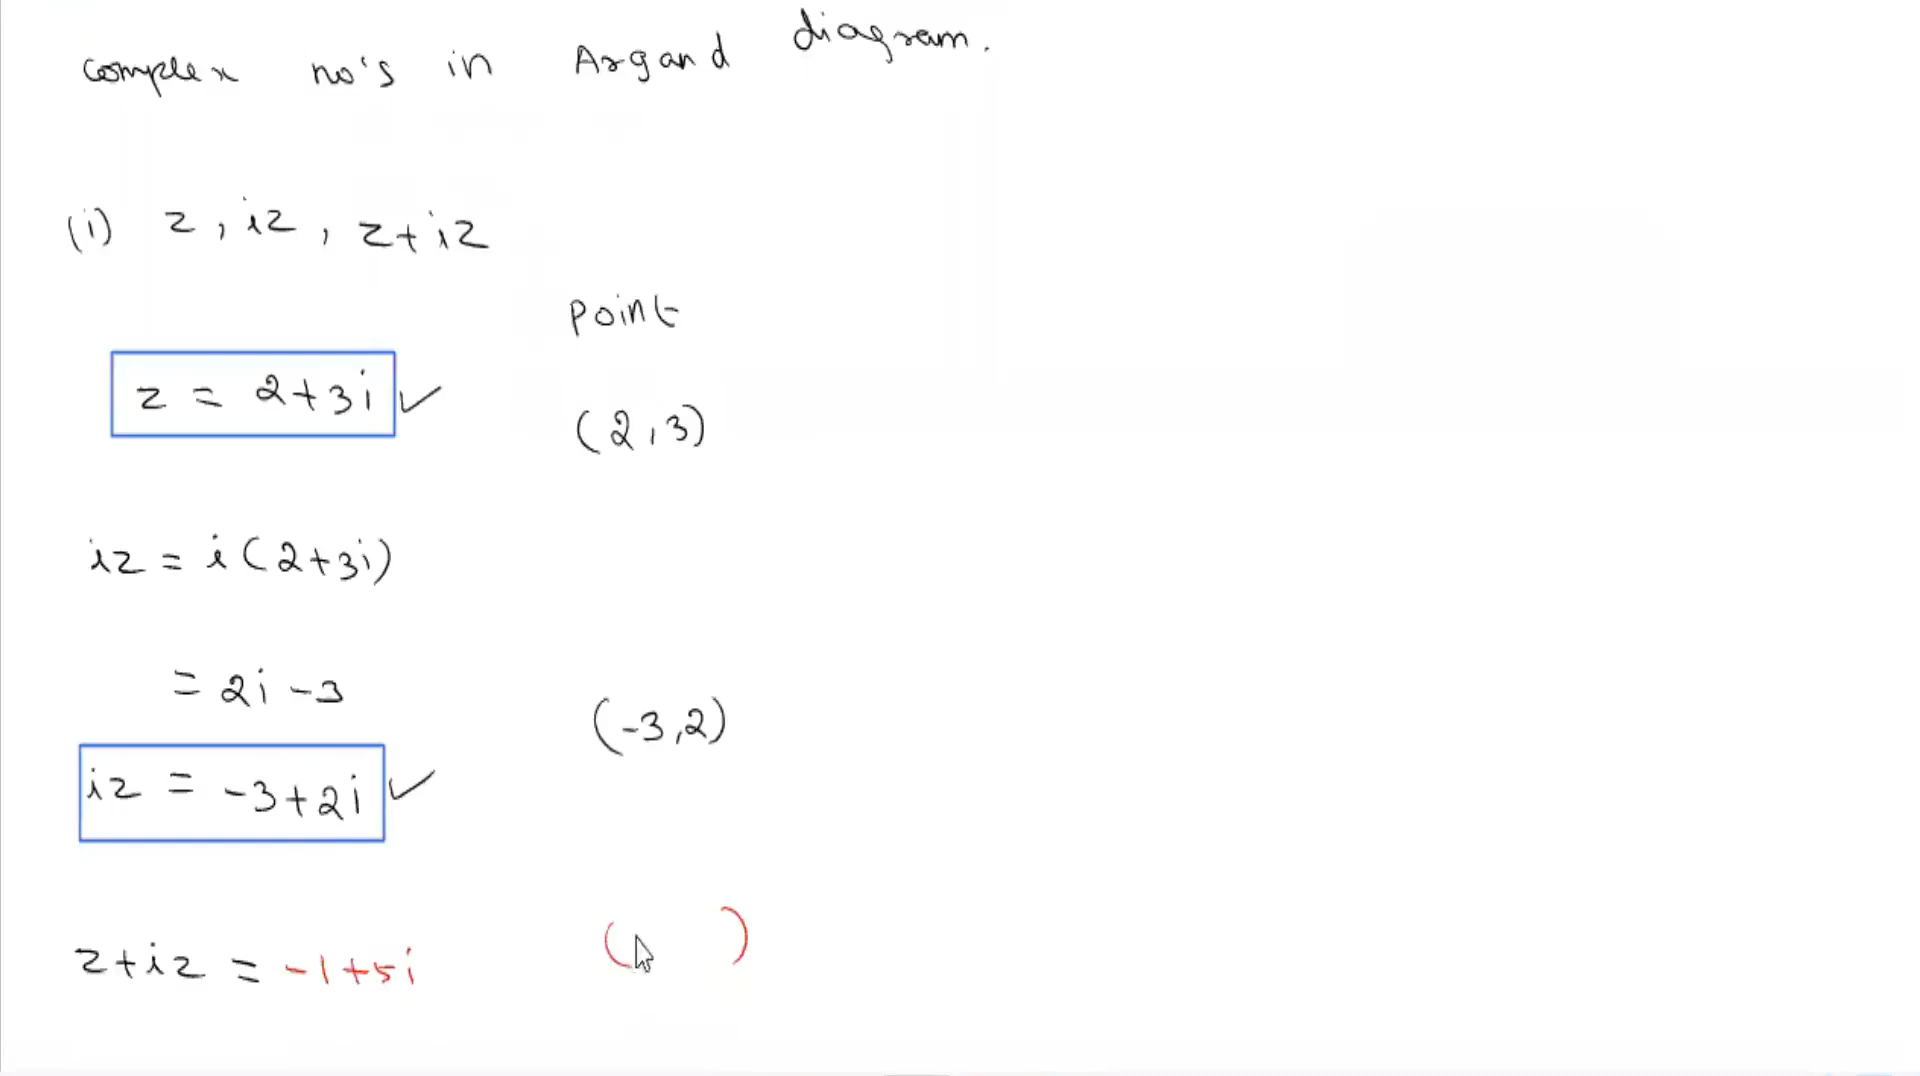 complex no's in Argand diagram.
(i) z, iz, z+iz
Point
z = 2+3i ✓ (2,3)
iz = i(2+3i)
= 2i -3
(-3,2)
iz = -3+2i ✓
z+iz = -1+5i ( )